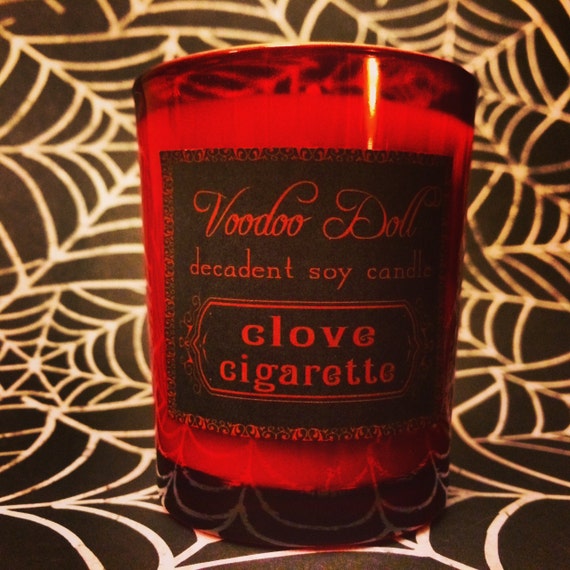 Voodoo Doll
decadent soy candle
clove
cigarette